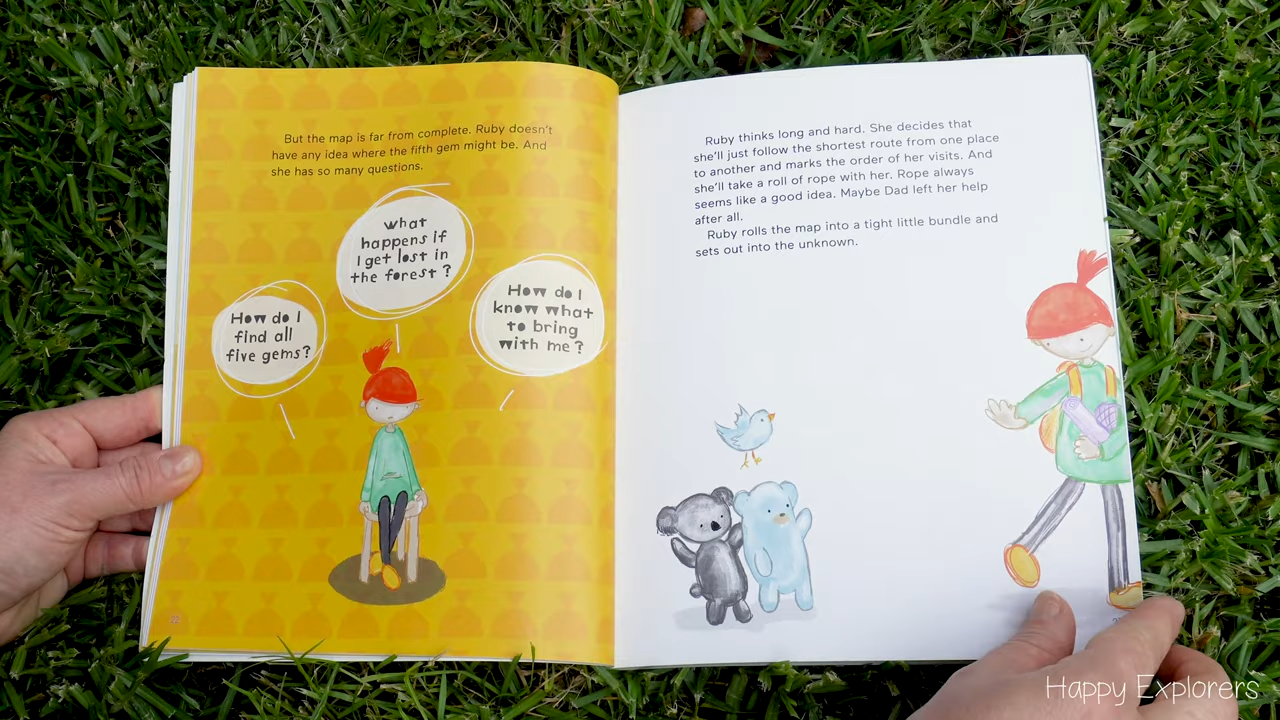 But the map is far from complete. Ruby doesn't
have any idea where the fifth gem might be. And
she has so many questions.
What
happens if
I get lost in
the forest?
How do I
find all
five gems?
How do I
know what
to bring
with me?
22
Ruby thinks long and hard. She decides that
she'll just follow the shortest route from one place
to another and marks the order of her visits. And
she'll take a roll of rope with her. Rope always
seems like a good idea. Maybe Dad left her help
after all.
Ruby rolls the map into a tight little bundle and
sets out into the unknown.
Happy Explorers